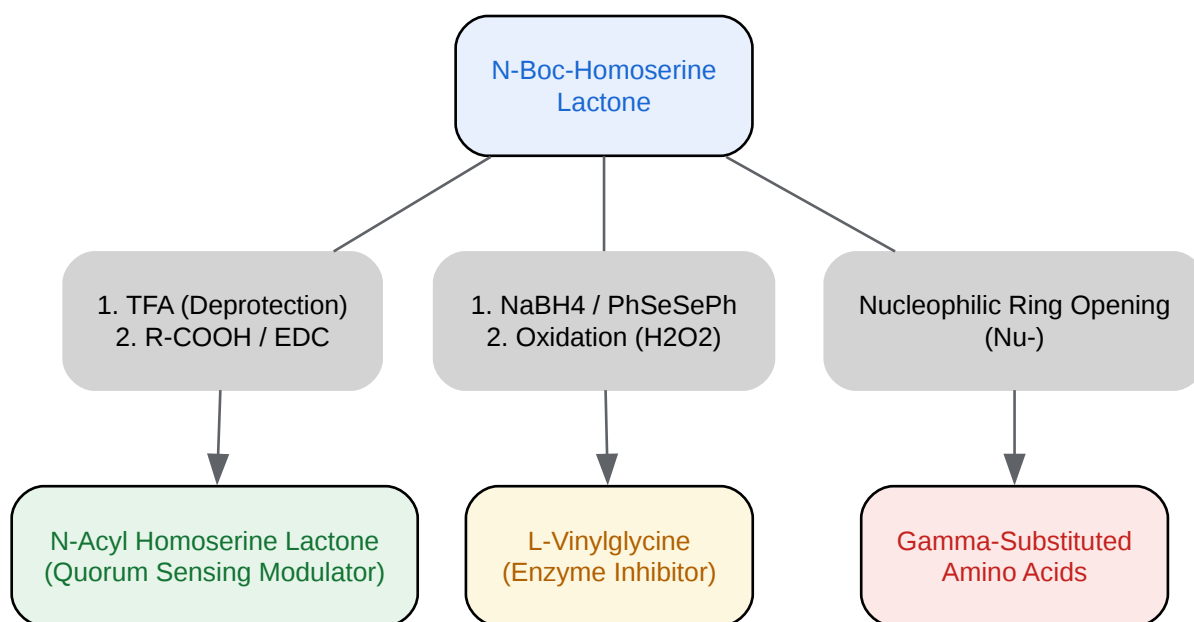 N-Boc-Homoserine
Lactone
1. TFA (Deprotection)
2. R-COOH / EDC
1. NaBH4 / PhSeSePh
2. Oxidation (H2O2)
Nucleophilic Ring Opening
(Nu-)
N-Acyl Homoserine Lactone
(Quorum Sensing Modulator)
L-Vinylglycine
(Enzyme Inhibitor)
Gamma-Substituted
Amino Acids